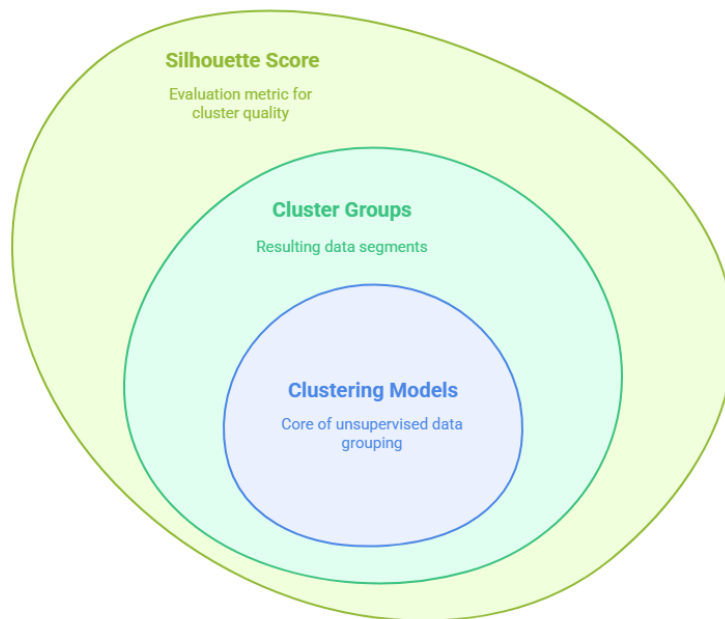 Silhouette Score
Evaluation metric for
cluster quality
Cluster Groups
Resulting data segments
Clustering Models
Core of unsupervised data
grouping